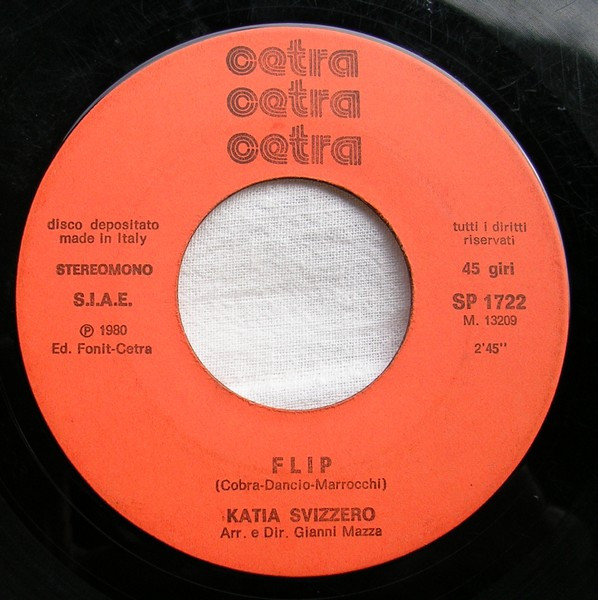 cetra
cetra
cetra
disco depositato
made in Italy
STEREOMONO
S.I.A.E.
℗ 1980
Ed. Fonit-Cetra
tutti i diritti
riservati
45 giri
SP 1722
M. 13209
2'45"
FLIP
(Cobra-Dancio-Marrocchi)
KATIA SVIZZERO
Arr. e Dir. Gianni Mazza